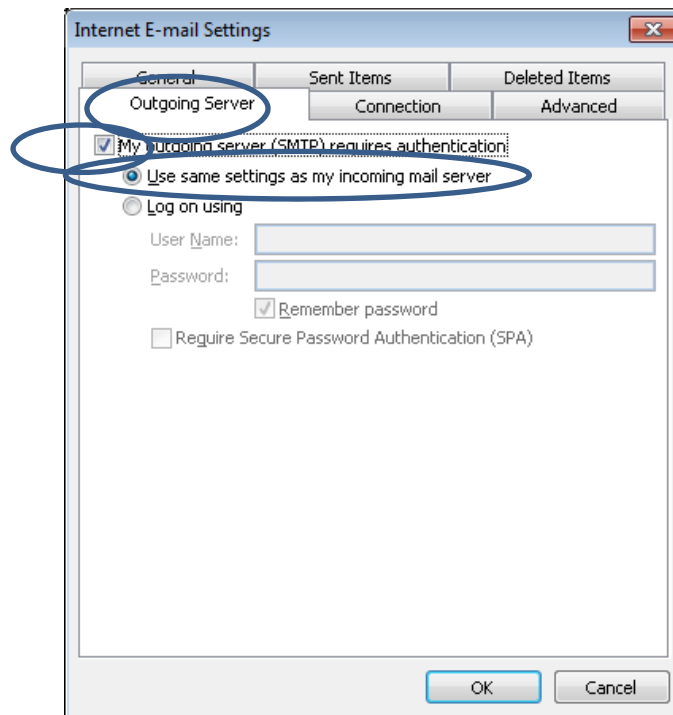 Internet E-mail Settings
General Sent Items Deleted Items
Outgoing Server Connection Advanced
My outgoing server (SMTP) requires authentication
Use same settings as my incoming mail server
Log on using
User Name:
Password:
Remember password
Require Secure Password Authentication (SPA)
OK Cancel